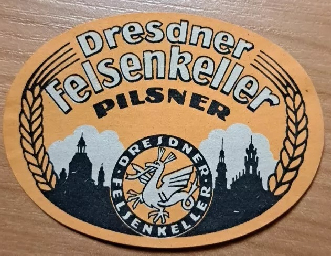 Dresdner
Felsenkeller
PILSNER
· DRESDNER ·
FELSENKELLER